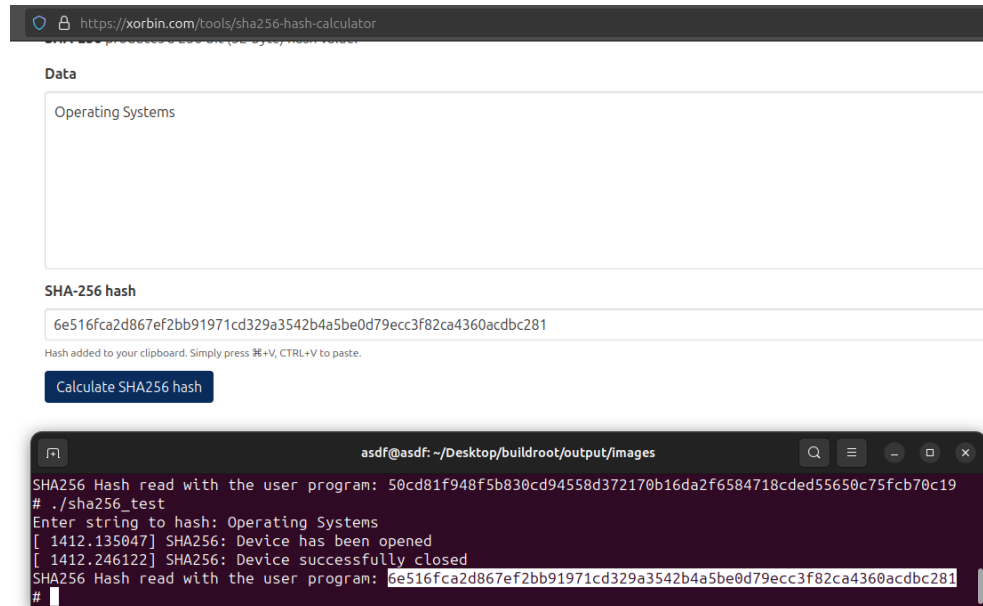 https://xorbin.com/tools/sha256-hash-calculator
Data
Operating Systems
SHA-256 hash
6e516fca2d867ef2bb91971cd329a3542b4a5be0d79ecc3f82ca4360acdbc281
Hash added to your clipboard. Simply press ⌘+V, CTRL+V to paste.
Calculate SHA256 hash
asdf@asdf: ~/Desktop/buildroot/output/images
SHA256 Hash read with the user program: 50cd81f948f5b830cd94558d372170b16da2f6584718cded55650c75fcb70c19
# ./sha256_test
Enter string to hash: Operating Systems
[ 1412.135047] SHA256: Device has been opened
[ 1412.246122] SHA256: Device successfully closed
SHA256 Hash read with the user program: 6e516fca2d867ef2bb91971cd329a3542b4a5be0d79ecc3f82ca4360acdbc281
#